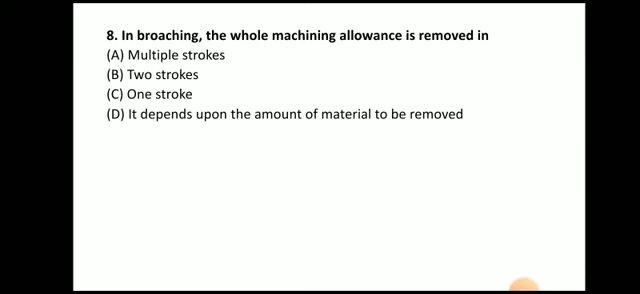 8. In broaching, the whole machining allowance is removed in
(A) Multiple strokes
(B) Two strokes
(C) One stroke
(D) It depends upon the amount of material to be removed